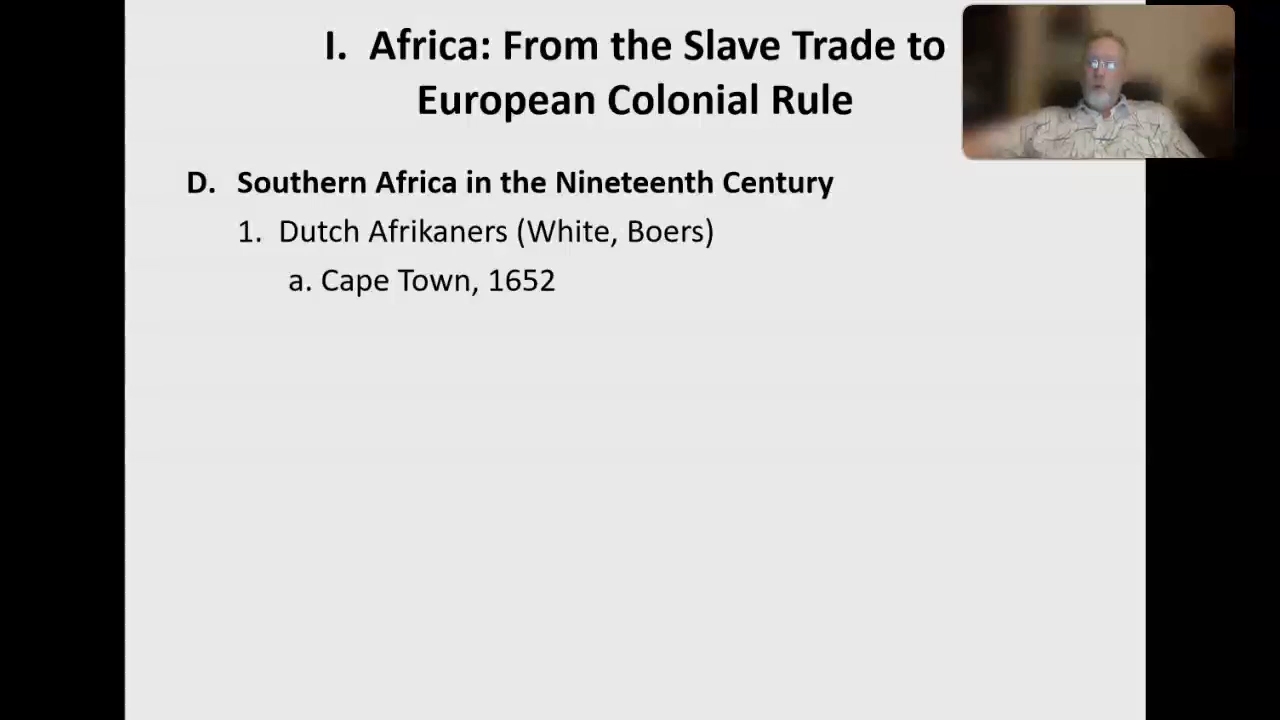 I. Africa: From the Slave Trade to
European Colonial Rule
D. Southern Africa in the Nineteenth Century
1. Dutch Afrikaners (White, Boers)
a. Cape Town, 1652